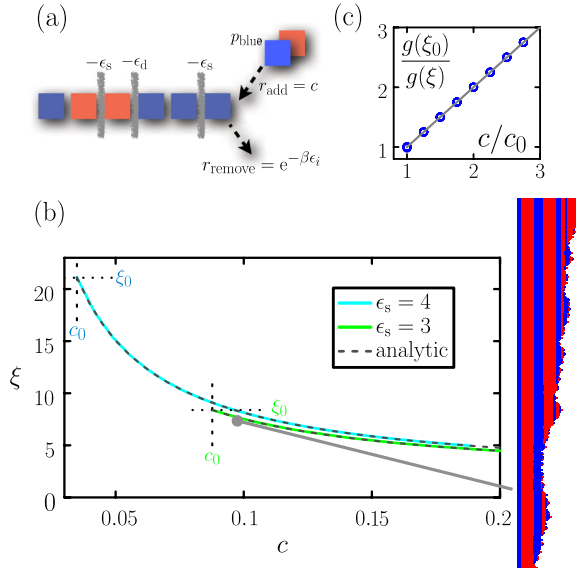 (a)
p_blue
−ϵ_s −ϵ_d −ϵ_s
r_add = c
r_remove = e^{−βϵ_i}
(c)
g(ξ_0)
g(ξ)
c/c_0
3
2
1
1 2 3
(b)
ξ
20
15
10
5
0
0.05 0.1 0.15 0.2
c
ξ_0
c_0
ξ_0
c_0
ϵ_s = 4
ϵ_s = 3
analytic